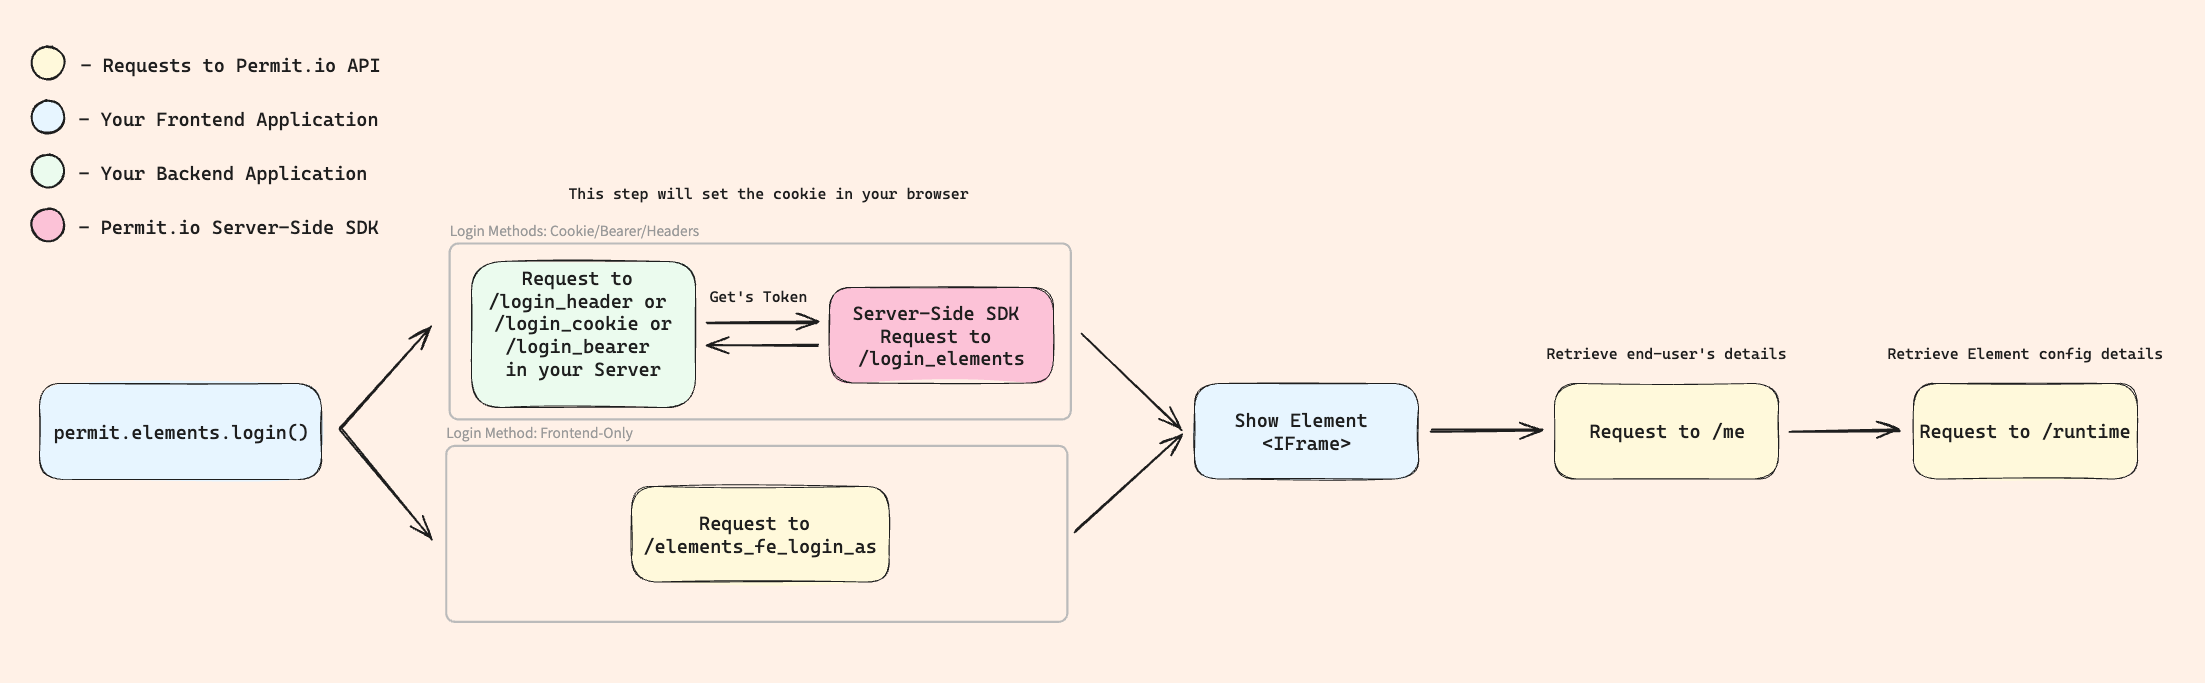 – Requests to Permit.io API
– Your Frontend Application
– Your Backend Application
– Permit.io Server-Side SDK
This step will set the cookie in your browser
Login Methods: Cookie/Bearer/Headers
Request to
/login_header or
/login_cookie or
/login_bearer
in your Server
Get's Token
Server-Side SDK
Request to
/login_elements
permit.elements.login()
Login Method: Frontend-Only
Request to
/elements_fe_login_as
Show Element
<IFrame>
Retrieve end-user's details
Request to /me
Retrieve Element config details
Request to /runtime